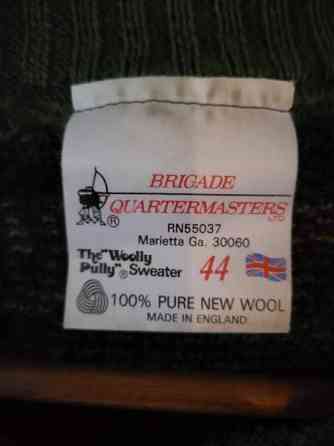 BRIGADE
QUARTERMASTERS LTD
®
RN55037
Marietta Ga. 30060
The "Woolly
Pully"® Sweater 44
100% PURE NEW WOOL
MADE IN ENGLAND